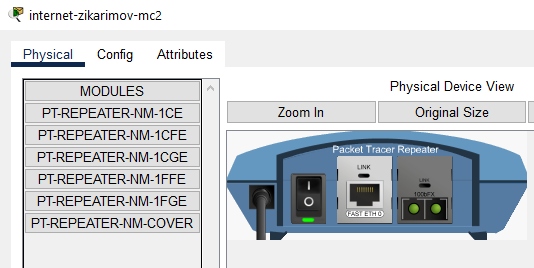 internet-zikarimov-mc2
Physical Config Attributes
MODULES
PT-REPEATER-NM-1CE
PT-REPEATER-NM-1CFE
PT-REPEATER-NM-1CGE
PT-REPEATER-NM-1FFE
PT-REPEATER-NM-1FGE
PT-REPEATER-NM-COVER
Physical Device View
Zoom In Original Size
Packet Tracer Repeater
LINK
LINK
FAST ETH 0
100bFX